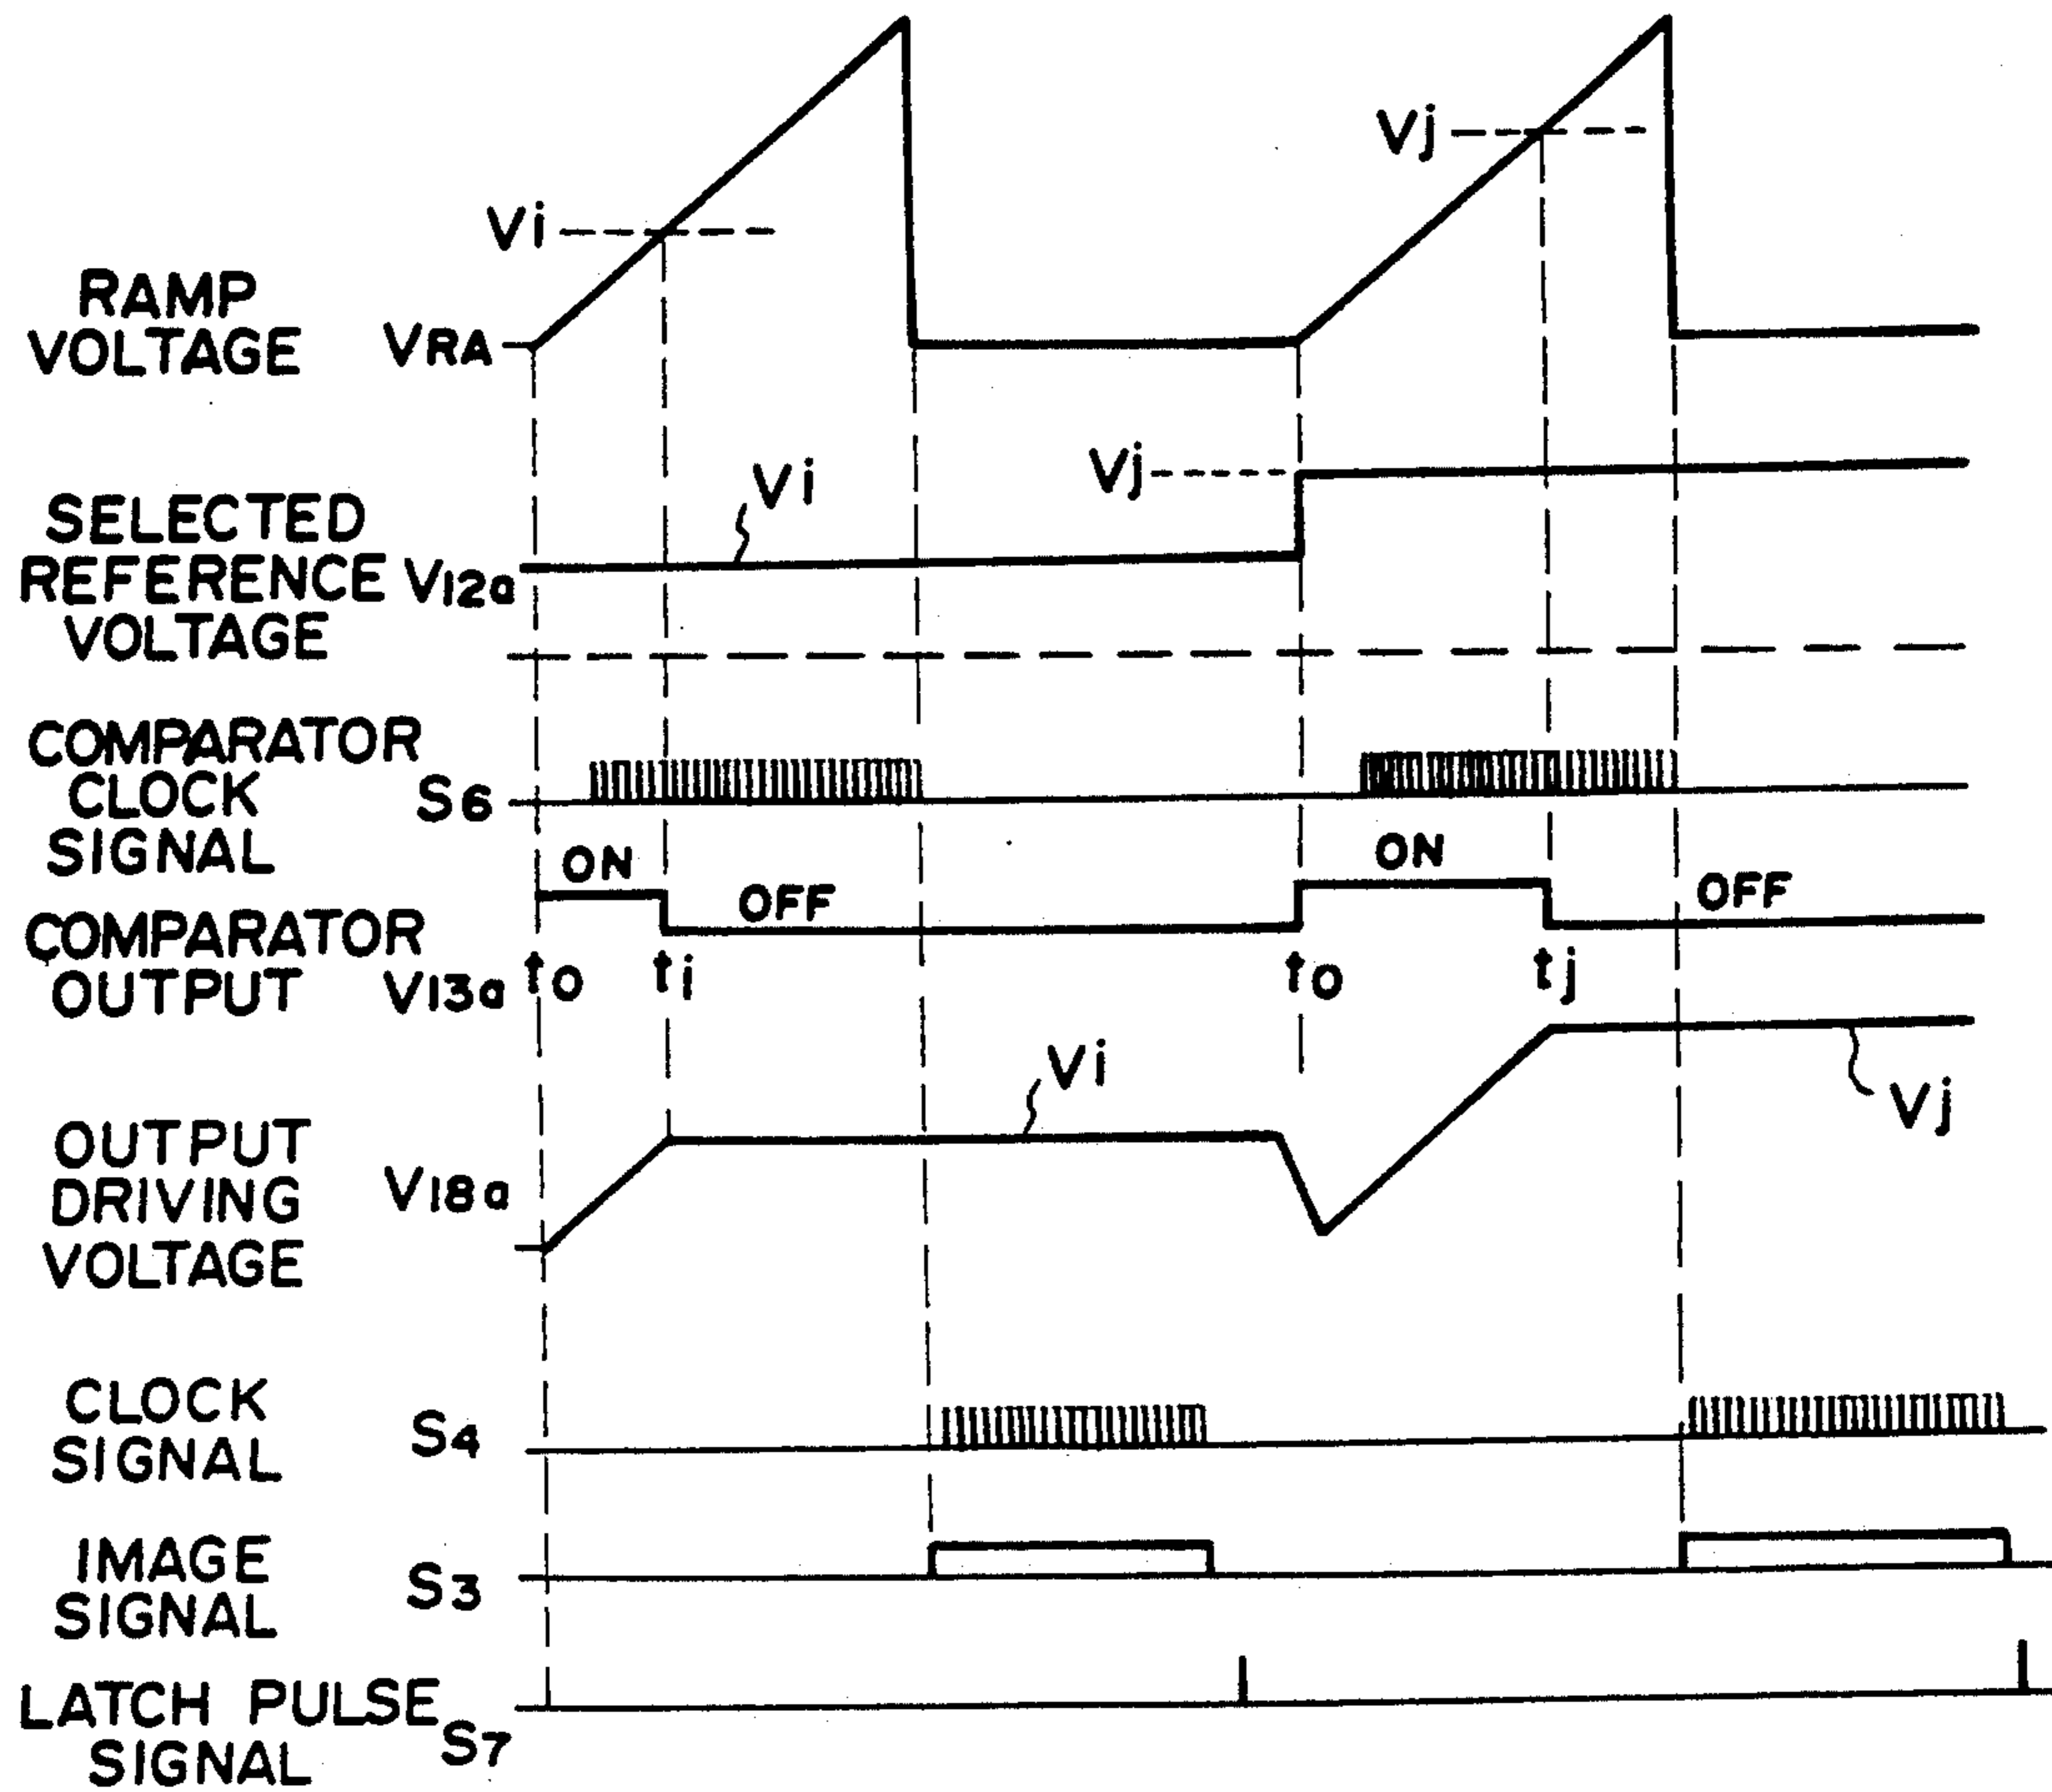 Vj
Vi
RAMP
VOLTAGE VRA
Vi
Vj
SELECTED
REFERENCE V12a
VOLTAGE
COMPARATOR
CLOCK
SIGNAL S6
ON
OFF
ON
OFF
COMPARATOR
OUTPUT V13a
to ti to tj
Vi
Vj
OUTPUT
DRIVING
VOLTAGE V18a
CLOCK
SIGNAL S4
IMAGE
SIGNAL S3
LATCH PULSE
SIGNAL S7